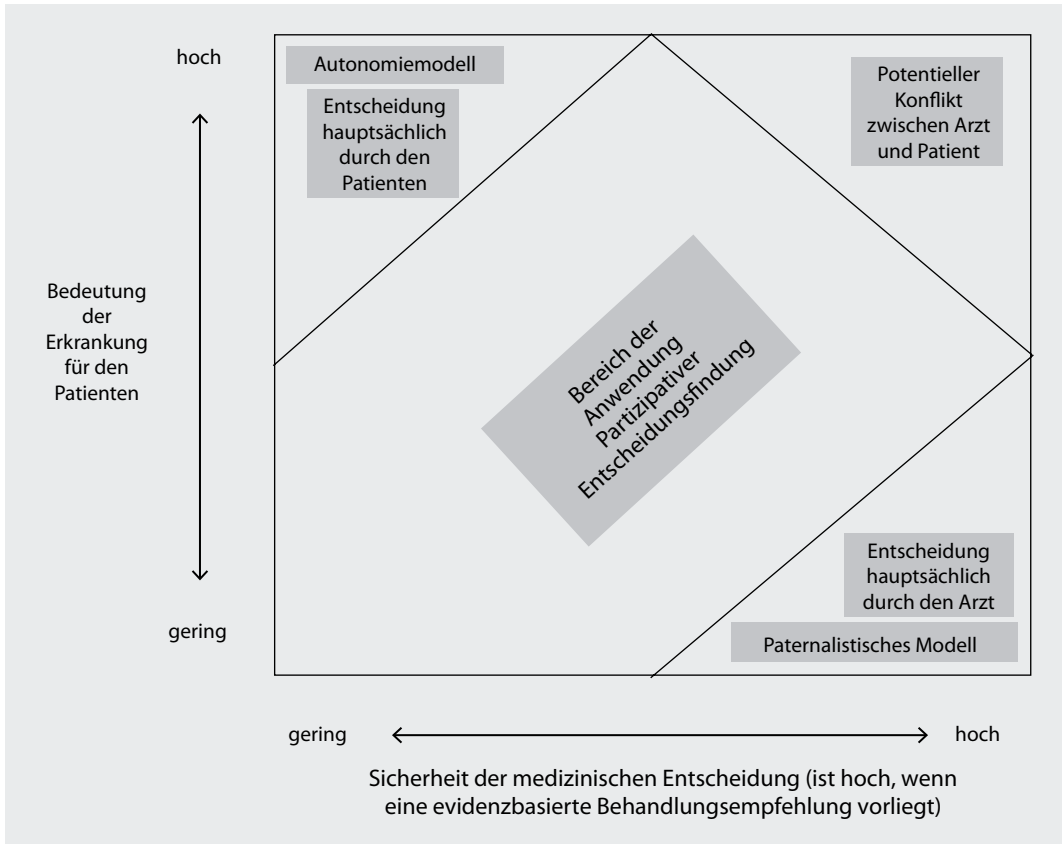 hoch
Autonomiemodell
Entscheidung
hauptsächlich
durch den
Patienten
Potentieller
Konflikt
zwischen Arzt
und Patient
Bedeutung
der
Erkrankung
für den
Patienten
Bereich der
Anwendung
Partizipativer
Entscheidungsfindung
Entscheidung
hauptsächlich
durch den Arzt
Paternalistisches Modell
gering
gering
hoch
Sicherheit der medizinischen Entscheidung (ist hoch, wenn
eine evidenzbasierte Behandlungsempfehlung vorliegt)